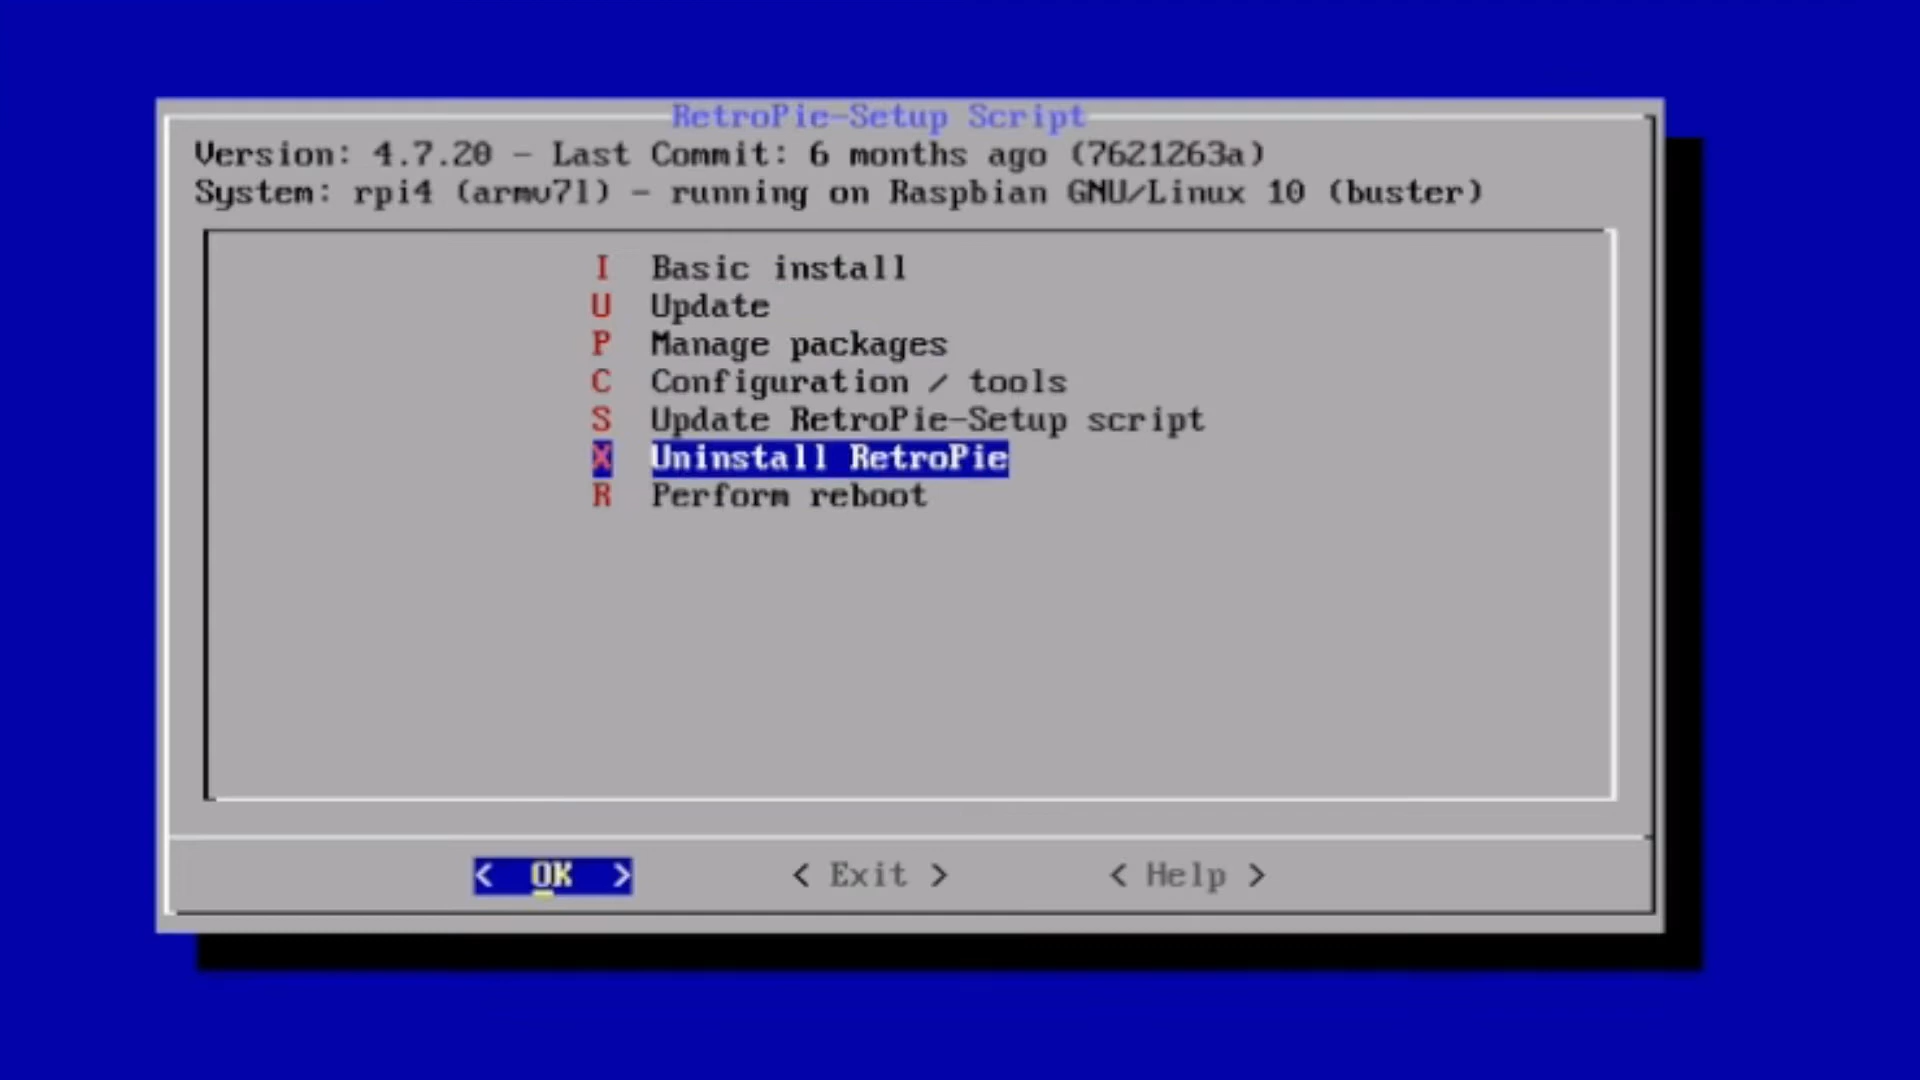 RetroPie-Setup Script
Version: 4.7.20 - Last Commit: 6 months ago (7621263a)
System: rpi4 (armv7l) - running on Raspbian GNU/Linux 10 (buster)
I Basic install
U Update
P Manage packages
C Configuration / tools
S Update RetroPie-Setup script
X Uninstall RetroPie
R Perform reboot
< OK > < Exit > < Help >